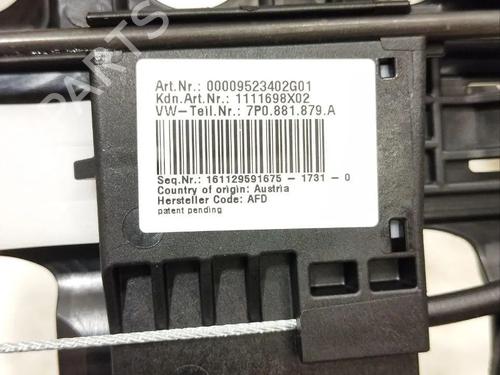 PARTS
Art.Nr.: 00009523402G01
Kdn.Art.Nr.: 1111698X02
VW-Teil.Nr.: 7P0.881.879.A
Seq.Nr.: 161129591675 - 1731 - 0
Country of origin: Austria
Hersteller Code: AFD
patent pending